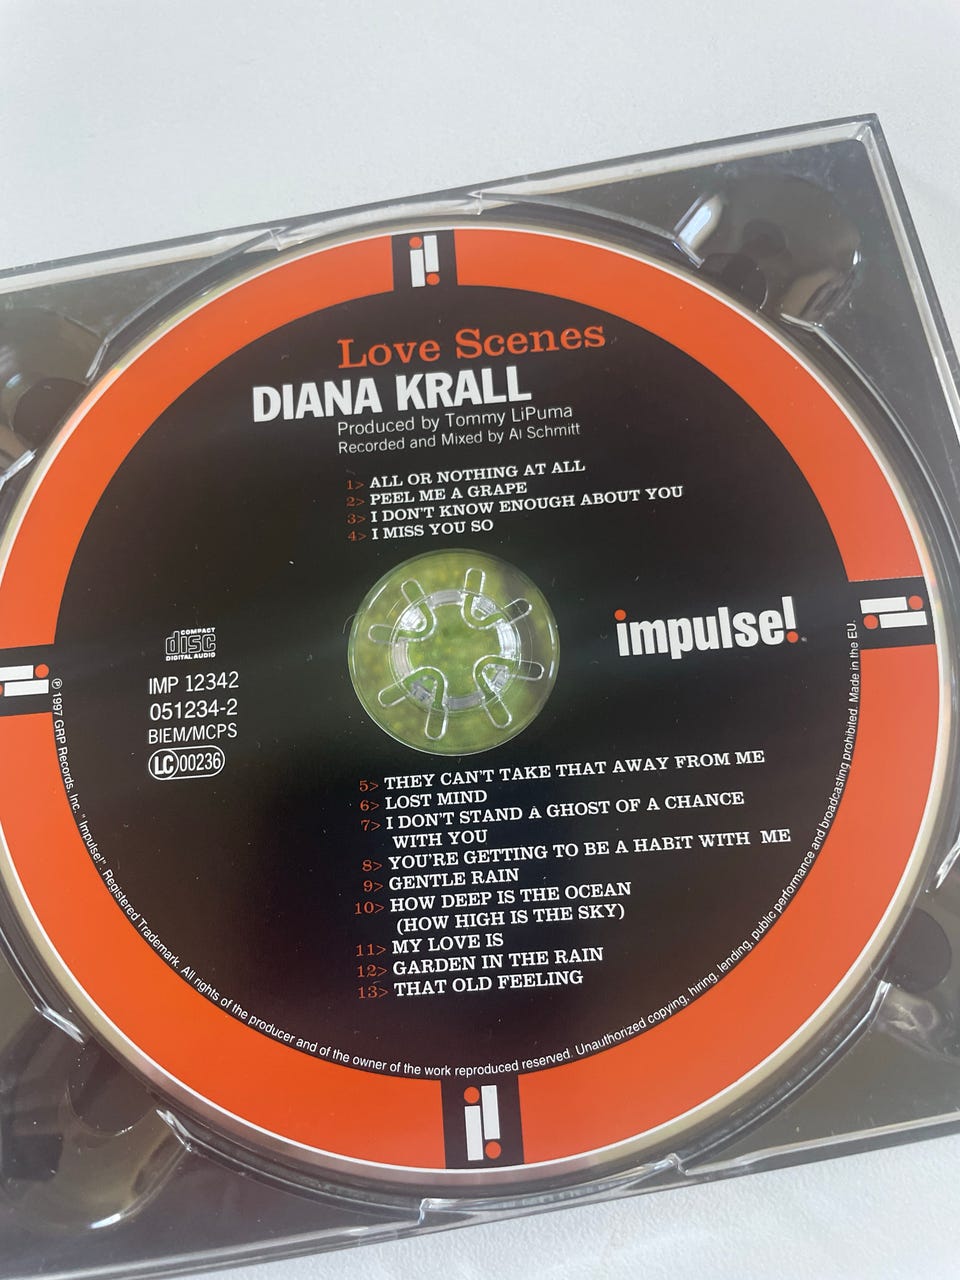 Love Scenes
DIANA KRALL
Produced by Tommy LiPuma
Recorded and Mixed by Al Schmitt
1> ALL OR NOTHING AT ALL
2> PEEL ME A GRAPE
3> I DON'T KNOW ENOUGH ABOUT YOU
4> I MISS YOU SO
COMPACT
disc
DIGITAL AUDIO
IMP 12342
051234-2
BIEM/MCPS
LC 00236
impulse!
5> THEY CAN'T TAKE THAT AWAY FROM ME
6> LOST MIND
7> I DON'T STAND A GHOST OF A CHANCE
WITH YOU
8> YOU'RE GETTING TO BE A HABIT WITH ME
9> GENTLE RAIN
10> HOW DEEP IS THE OCEAN
(HOW HIGH IS THE SKY)
11> MY LOVE IS
12> GARDEN IN THE RAIN
13> THAT OLD FEELING
℗ 1997 GRP Records, Inc. "Impulse!" Registered Trademark. All rights of the producer and of the owner of the work reproduced reserved. Unauthorized copying, hiring, lending, public performance and broadcasting prohibited. Made in the EU.